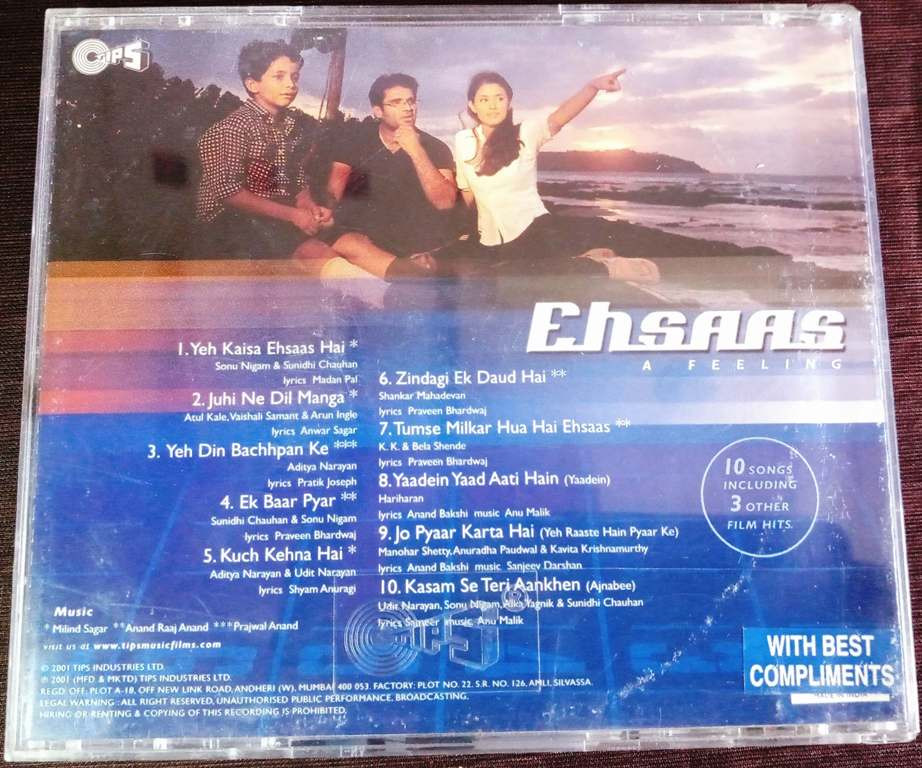 TIPS
Ehsaas
A FEELING
1. Yeh Kaisa Ehsaas Hai *
Sonu Nigam & Sunidhi Chauhan
lyrics Madan Pal
2. Juhi Ne Dil Manga *
Atul Kale, Vaishali Samant & Arun Ingle
lyrics Anwar Sagar
3. Yeh Din Bachhpan Ke ***
Aditya Narayan
lyrics Pratik Joseph
4. Ek Baar Pyar **
Sunidhi Chauhan & Sonu Nigam
lyrics Praveen Bhardwaj
5. Kuch Kehna Hai *
Aditya Narayan & Udit Narayan
lyrics Shyam Anuragi
6. Zindagi Ek Daud Hai **
Shankar Mahadevan
lyrics Praveen Bhardwaj
7. Tumse Milkar Hua Hai Ehsaas **
K. K. & Bela Shende
lyrics Praveen Bhardwaj
8. Yaadein Yaad Aati Hain (Yaadein)
Hariharan
lyrics Anand Bakshi music Anu Malik
9. Jo Pyaar Karta Hai (Yeh Raaste Hain Pyaar Ke)
Manohar Shetty, Anuradha Paudwal & Kavita Krishnamurthy
lyrics Anand Bakshi music Sanjeev Darshan
10. Kasam Se Teri Aankhen (Ajnabee)
Udit Narayan, Sonu Nigam, Alka Yagnik & Sunidhi Chauhan
lyrics Sameer music Anu Malik
10 SONGS
INCLUDING
3 OTHER
FILM HITS.
Music
* Milind Sagar **Anand Raaj Anand ***Prajwal Anand
VISIT US at www.tipsmusicfilms.com
© 2001 TIPS INDUSTRIES LTD.
℗ 2001 (MFD & MKTD) TIPS INDUSTRIES LTD.
REGD. OFF: PLOT A-18, OFF NEW LINK ROAD, ANDHERI (W), MUMBAI 400 053. FACTORY: PLOT NO. 22, S.R. NO. 126, AMLI, SILVASSA.
LEGAL WARNING : ALL RIGHT RESERVED, UNAUTHORISED PUBLIC PERFORMANCE, BROADCASTING,
HIRING OR RENTING & COPYING OF THIS RECORDING IS PROHIBITED.
TIPS ®
WITH BEST
COMPLIMENTS
MADE IN INDIA